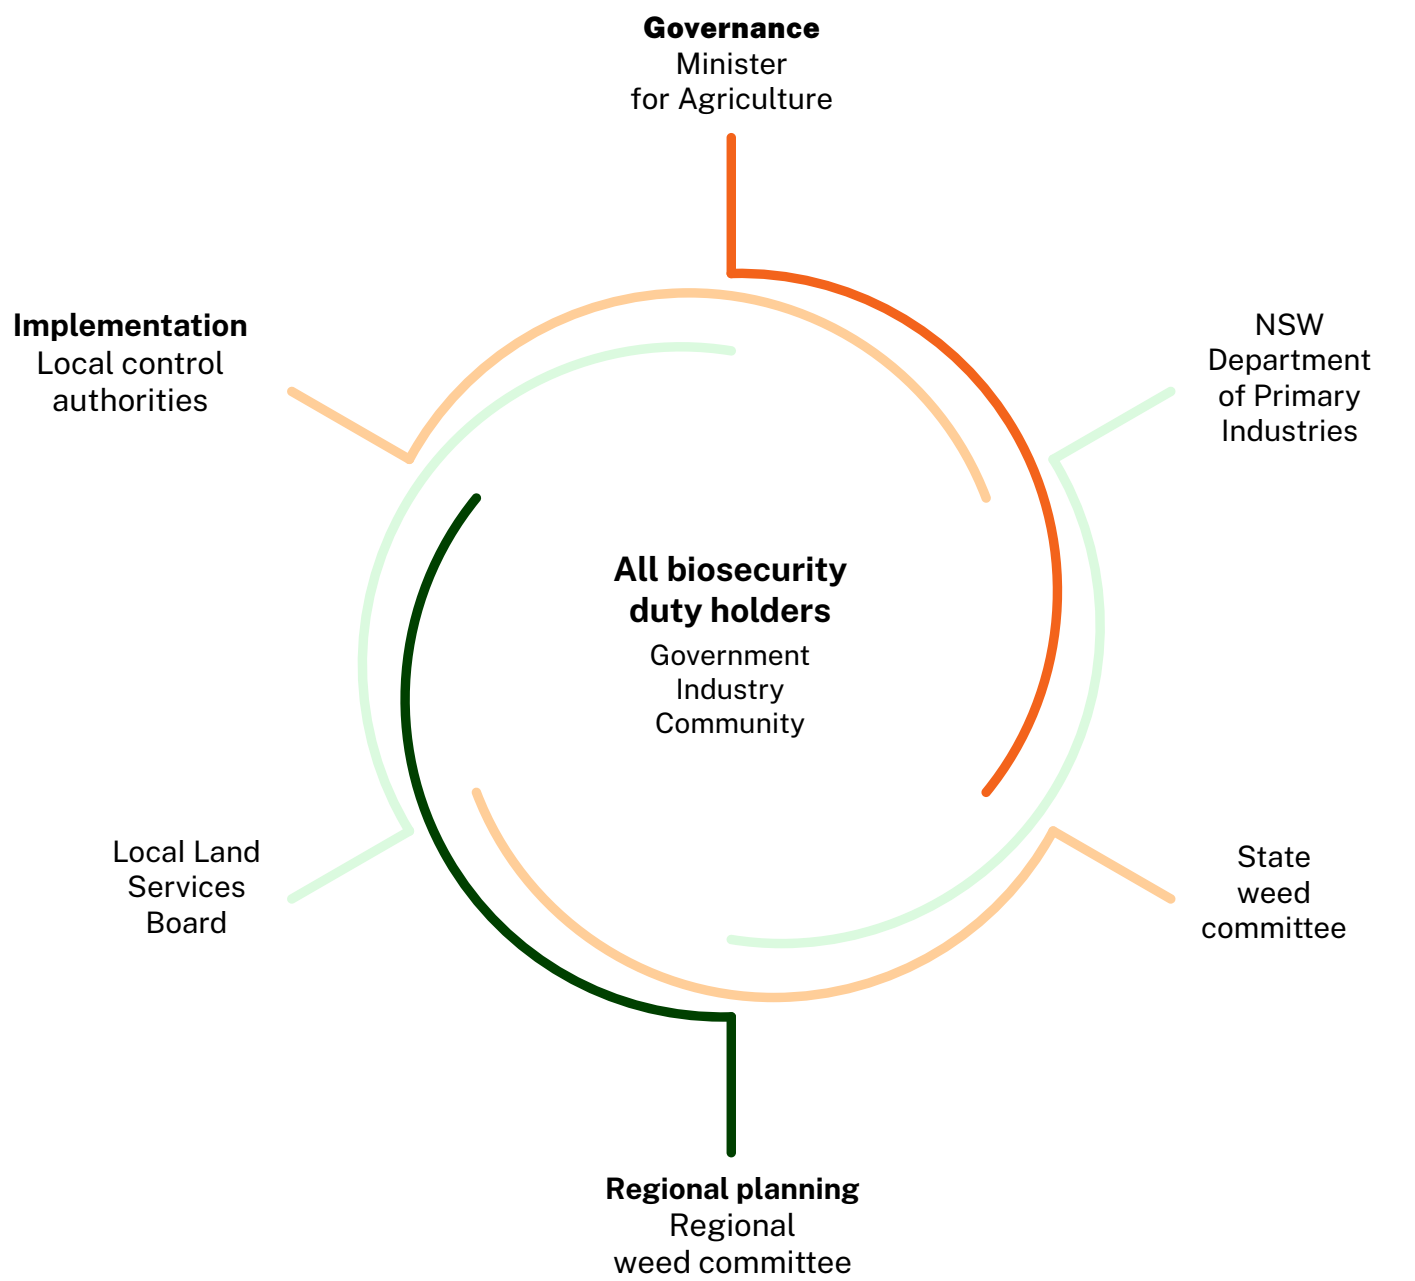 Governance
Minister
for Agriculture
NSW
Department
of Primary
Industries
State
weed
committee
Regional planning
Regional
weed committee
Local Land
Services
Board
Implementation
Local control
authorities
All biosecurity
duty holders
Government
Industry
Community